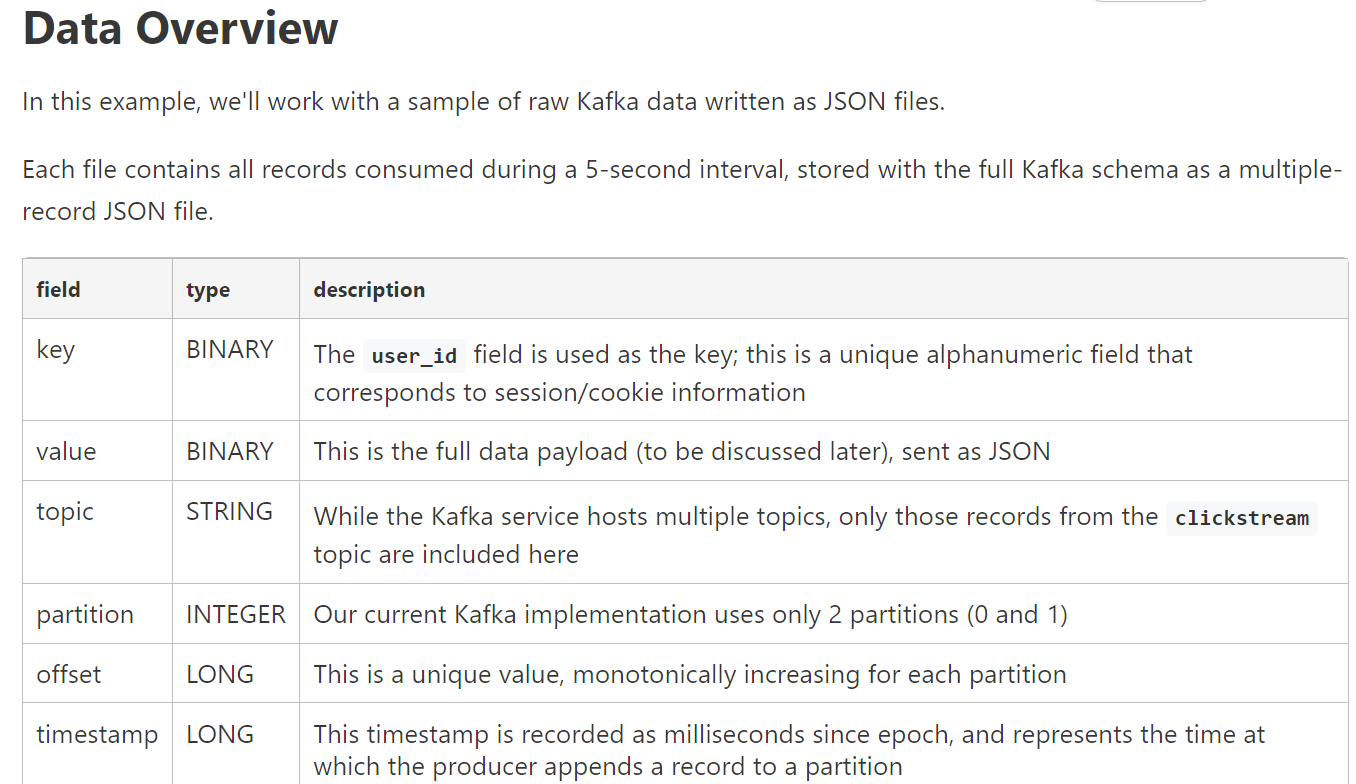 Data Overview
In this example, we'll work with a sample of raw Kafka data written as JSON files.
Each file contains all records consumed during a 5-second interval, stored with the full Kafka schema as a multiple-
record JSON file.
field type description
key BINARY The user_id field is used as the key; this is a unique alphanumeric field that
corresponds to session/cookie information
value BINARY This is the full data payload (to be discussed later), sent as JSON
topic STRING While the Kafka service hosts multiple topics, only those records from the clickstream
topic are included here
partition INTEGER Our current Kafka implementation uses only 2 partitions (0 and 1)
offset LONG This is a unique value, monotonically increasing for each partition
timestamp LONG This timestamp is recorded as milliseconds since epoch, and represents the time at
which the producer appends a record to a partition